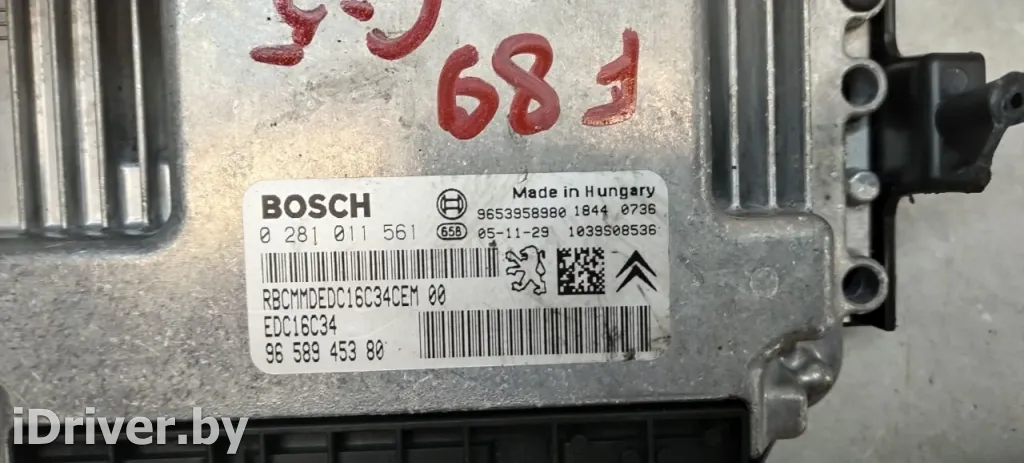 F89
BOSCH
0 281 011 561
658
Made in Hungary
9653958980 1844 0736
05-11-29 1039S08536
RBCMMDEDC16C34CEM 00
EDC16C34
96 589 453 80
iDriver.by